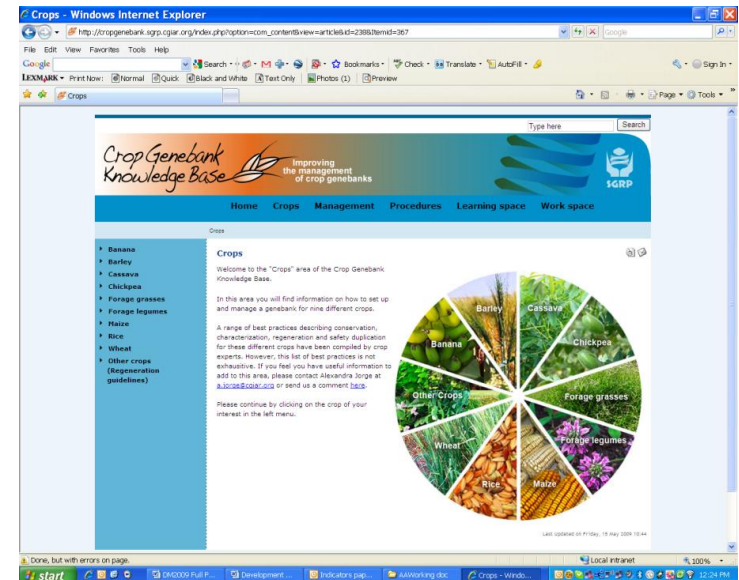 Crops - Windows Internet Explorer
http://cropgenebank.sgrp.cgiar.org/index.php?option=com_content&view=article&id=238&Itemid=367
Google
File Edit View Favorites Tools Help
Google Search Bookmarks Check Translate AutoFill Sign In
LEXMARK Print Now: Normal Quick Black and White Text Only Photos (1) Preview
Crops Page Tools
Type here Search
Crop Genebank
Knowledge Base
Improving
the management
of crop genebanks
SGRP
Home Crops Management Procedures Learning space Work space
Crops
Banana
Barley
Cassava
Chickpea
Forage grasses
Forage legumes
Maize
Rice
Wheat
Other crops
(Regeneration
guidelines)
Crops
Welcome to the "Crops" area of the Crop Genebank
Knowledge Base.
In this area you will find information on how to set up
and manage a genebank for nine different crops.
A range of best practices describing conservation,
characterization, regeneration and safety duplication
for these different crops have been compiled by crop
experts. However, this list of best practices is not
exhausitive. If you feel you have useful information to
add to this area, please contact Alexandra Jorge at
a.jorge@cgiar.org or send us a comment here.
Please continue by clicking on the crop of your
interest in the left menu.
Barley
Cassava
Banana
Chickpea
Other Crops
Forage grasses
Wheat
Forage legumes
Rice
Maize
Done, but with errors on page.
Local intranet
100%
start
DM2009 Full P...
Development ...
Indicators pap...
AAWorking doc
Crops - Windo...
12:24 PM